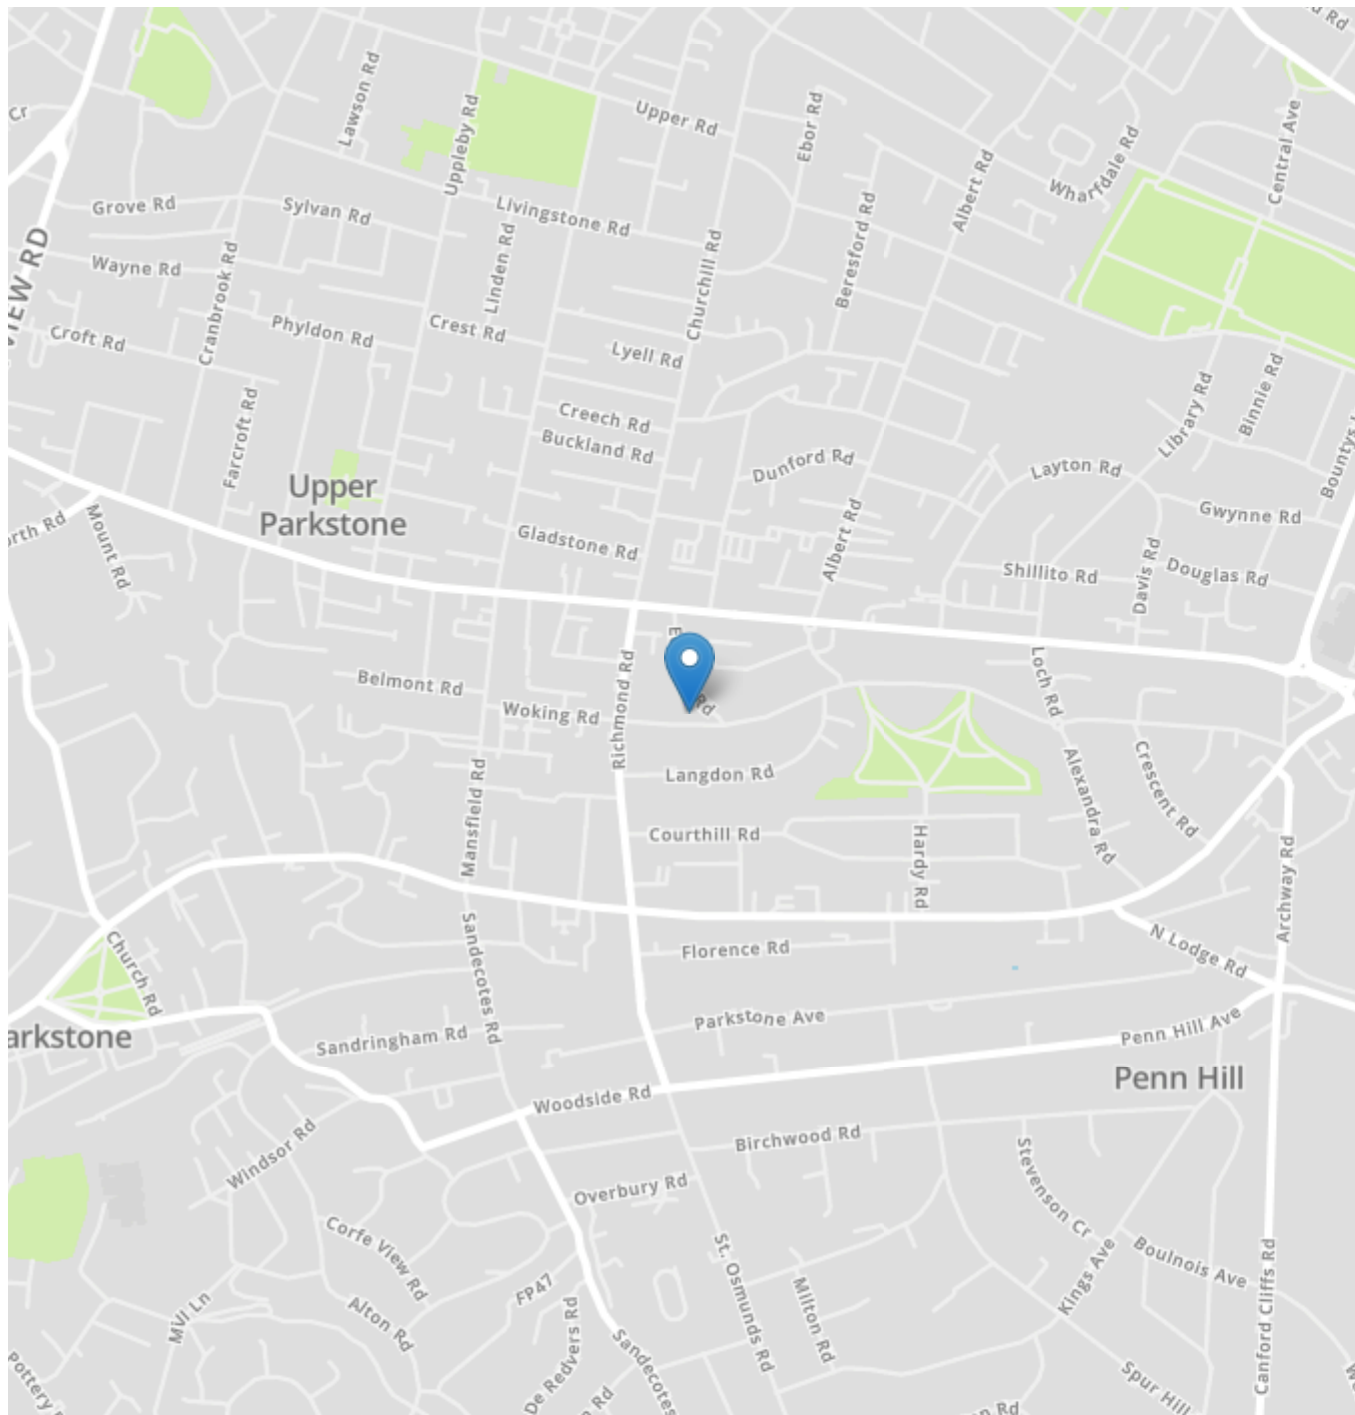 Cr
Lawson Rd
Uppleby Rd
Upper Rd
Ebor Rd
Albert Rd
Wharfdale Rd
Central Ave
Grove Rd
Sylvan Rd
Livingstone Rd
Linden Rd
Churchill Rd
Beresford Rd
Wayne Rd
Cranbrook Rd
VIEW RD
Croft Rd
Phyldon Rd
Crest Rd
Lyell Rd
Library Rd
Binnie Rd
Farcroft Rd
Creech Rd
Buckland Rd
Dunford Rd
Layton Rd
Upper
Parkstone
Mount Rd
orth Rd
Gladstone Rd
Albert Rd
Gwynne Rd
Shillito Rd
Davis Rd
Douglas Rd
Belmont Rd
Woking Rd
Richmond Rd
Rd
Loch Rd
Langdon Rd
Mansfield Rd
Alexandra Rd
Crescent Rd
Courthill Rd
Hardy Rd
Archway Rd
Church Rd
Sandecotes Rd
Florence Rd
N Lodge Rd
arkstone
Sandringham Rd
Parkstone Ave
Penn Hill Ave
Penn Hill
Woodside Rd
Windsor Rd
Birchwood Rd
Overbury Rd
Stevenson Cr
Corfe View Rd
FP47
St. Osmunds Rd
Milton Rd
Kings Ave
Boulnois Ave
Canford Cliffs Rd
Alton Rd
De Redvers Rd
Sandecotes
Spur Hill
Pottery
Rd
Rd